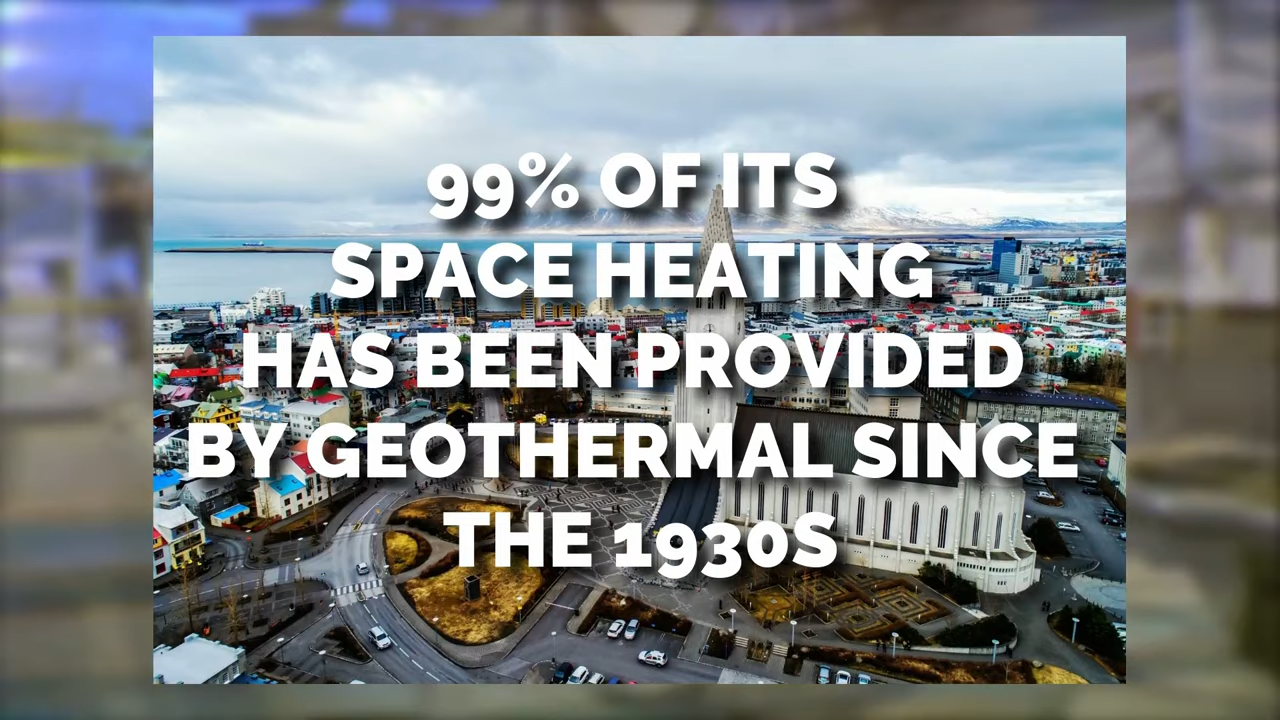 99% OF ITS
SPACE HEATING
HAS BEEN PROVIDED
BY GEOTHERMAL SINCE
THE 1930S